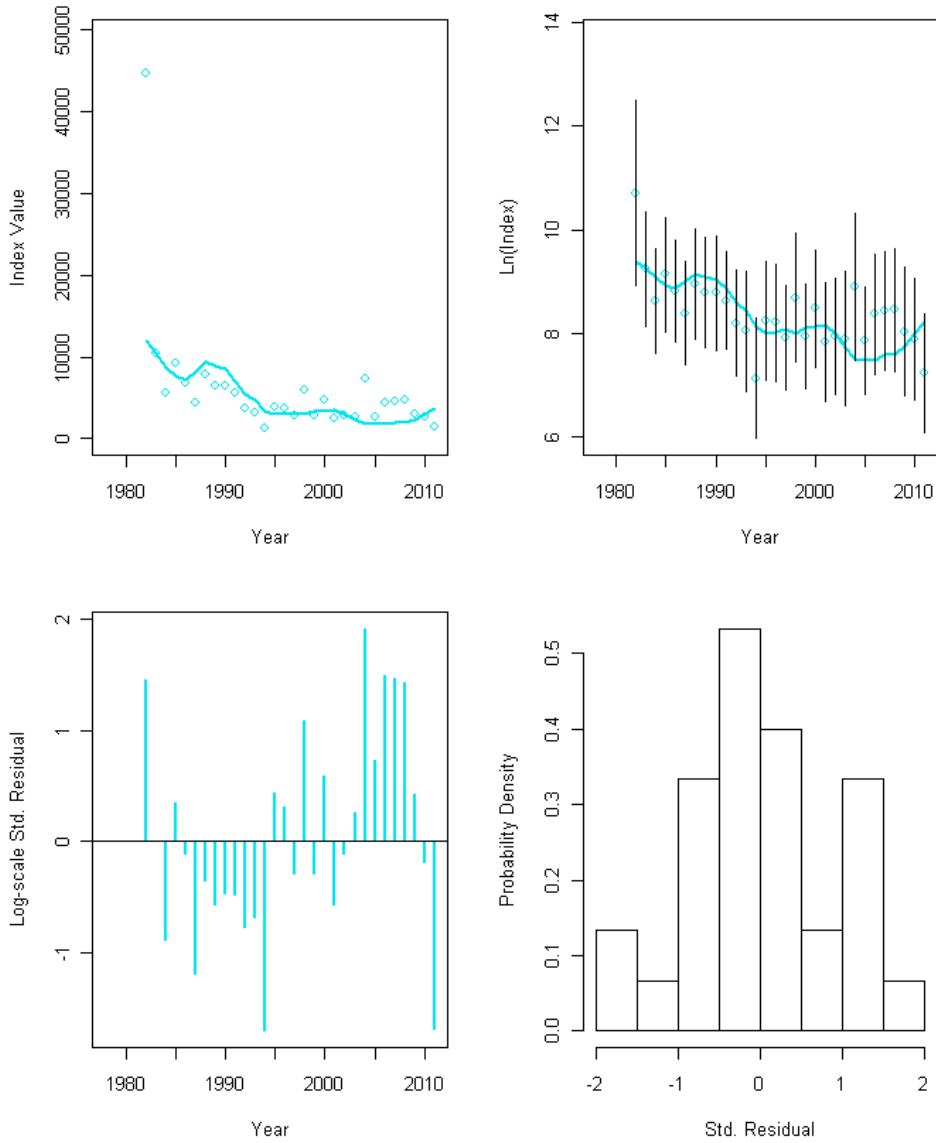 50000
40000
30000
20000
10000
0
Index Value
1980 1990 2000 2010
Year
14
12
10
8
6
Ln(Index)
1980 1990 2000 2010
Year
2
1
0
-1
Log-scale Std. Residual
1980 1990 2000 2010
Year
0.5
0.4
0.3
0.2
0.1
0.0
Probability Density
-2 -1 0 1 2
Std. Residual